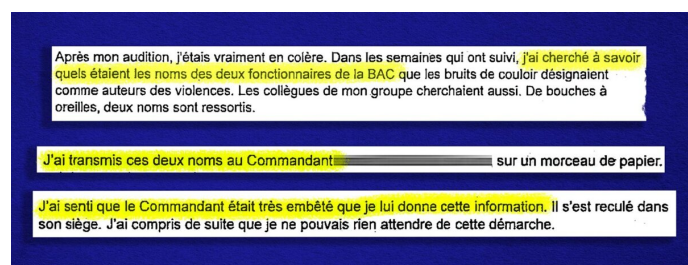 Après mon audition, j'étais vraiment en colère. Dans les semaines qui ont suivi, j'ai cherché à savoir
quels étaient les noms des deux fonctionnaires de la BAC que les bruits de couloir désignaient
comme auteurs des violences. Les collègues de mon groupe cherchaient aussi. De bouches à
oreilles, deux noms sont ressortis.
J'ai transmis ces deux noms au Commandant sur un morceau de papier.
J'ai senti que le Commandant était très embêté que je lui donne cette information. Il s'est reculé dans
son siège. J'ai compris de suite que je ne pouvais rien attendre de cette démarche.